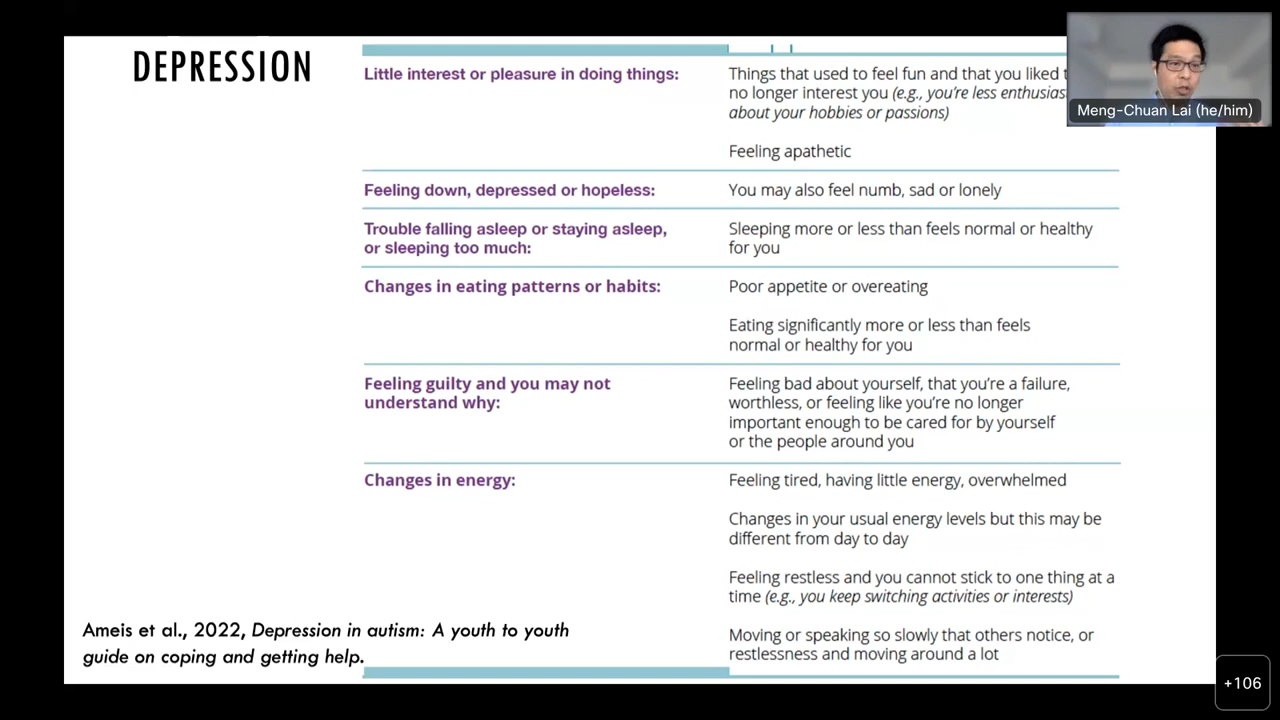 DEPRESSION
Little interest or pleasure in doing things:
Things that used to feel fun and that you liked
no longer interest you (e.g., you're less
about your hobbies or passions)
Feeling apathetic
Feeling down, depressed or hopeless:
You may also feel numb, sad or lonely
Trouble falling asleep or staying asleep,
or sleeping too much:
Sleeping more or less than feels normal or healthy
for you
Changes in eating patterns or habits:
Poor appetite or overeating
Eating significantly more or less than feels
normal or healthy for you
Feeling guilty and you may not
understand why:
Feeling bad about yourself, that you're a failure,
worthless, or feeling like you're no longer
important enough to be cared for by yourself
or the people around you
Changes in energy:
Feeling tired, having little energy, overwhelmed
Changes in your usual energy levels but this may be
different from day to day
Feeling restless and you cannot stick to one thing at a
time (e.g., you keep switching activities or interests)
Moving or speaking so slowly that others notice, or
restlessness and moving around a lot
Ameis et al., 2022, Depression in autism: A youth to youth
guide on coping and getting help.
Meng-Chuan Lai (he/him)
+106